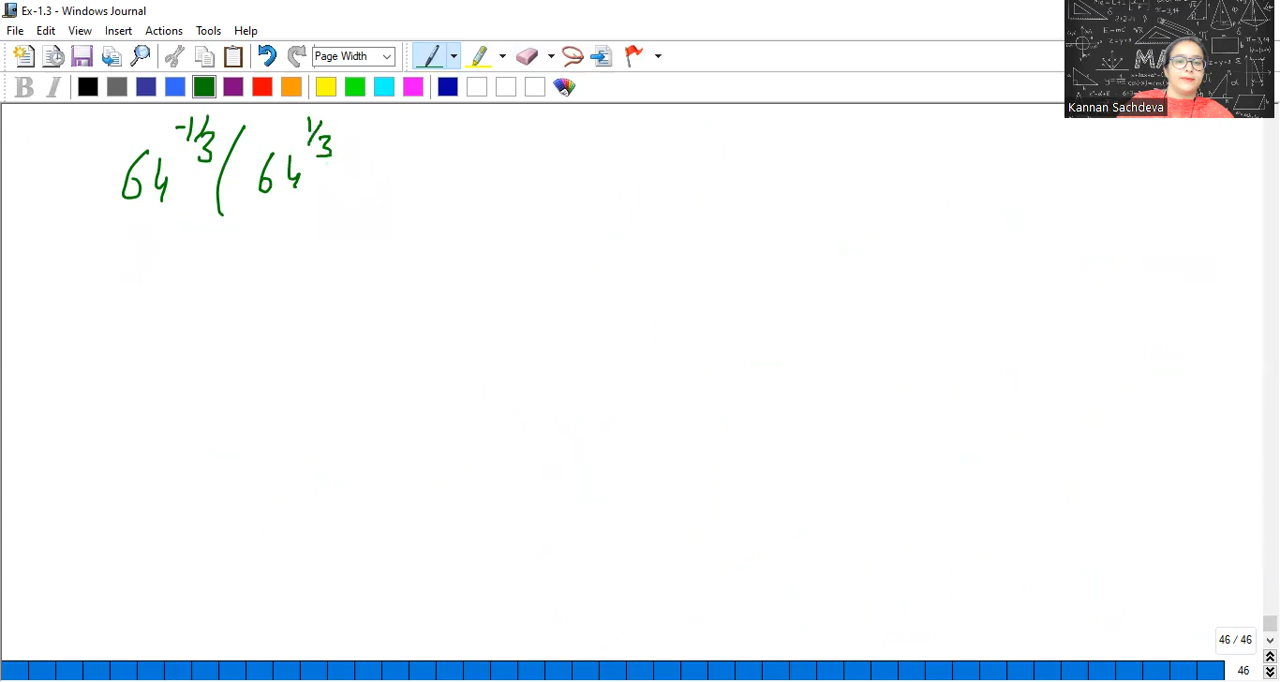 Ex-1.3 - Windows Journal
File Edit View Insert Actions Tools Help
Page Width
B I
Kannan Sachdeva
64^(-1/3) ( 64^(1/3)
46 / 46
46